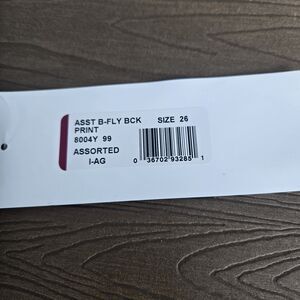 ASST B-FLY BCK SIZE 26
PRINT
8004Y 99
ASSORTED
I-AG
0 36702 93285 1